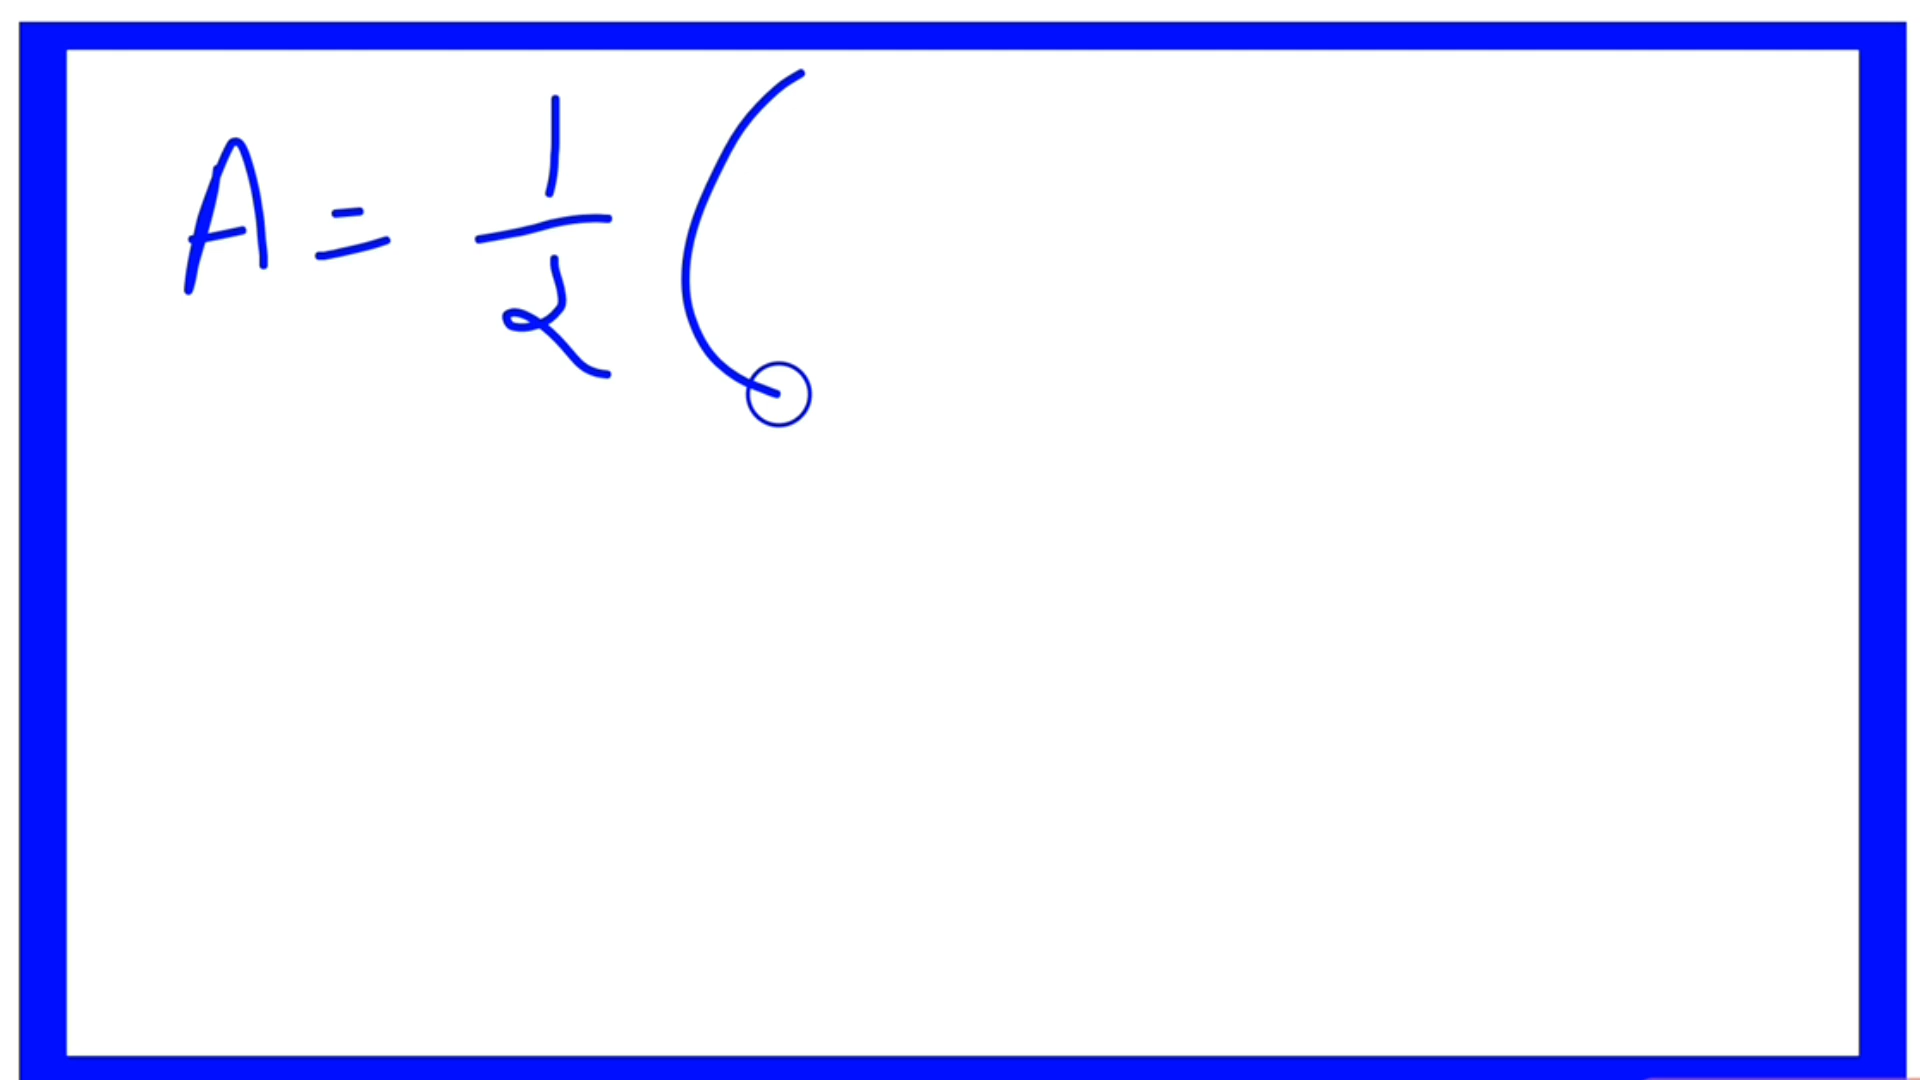 A = 1/2 (